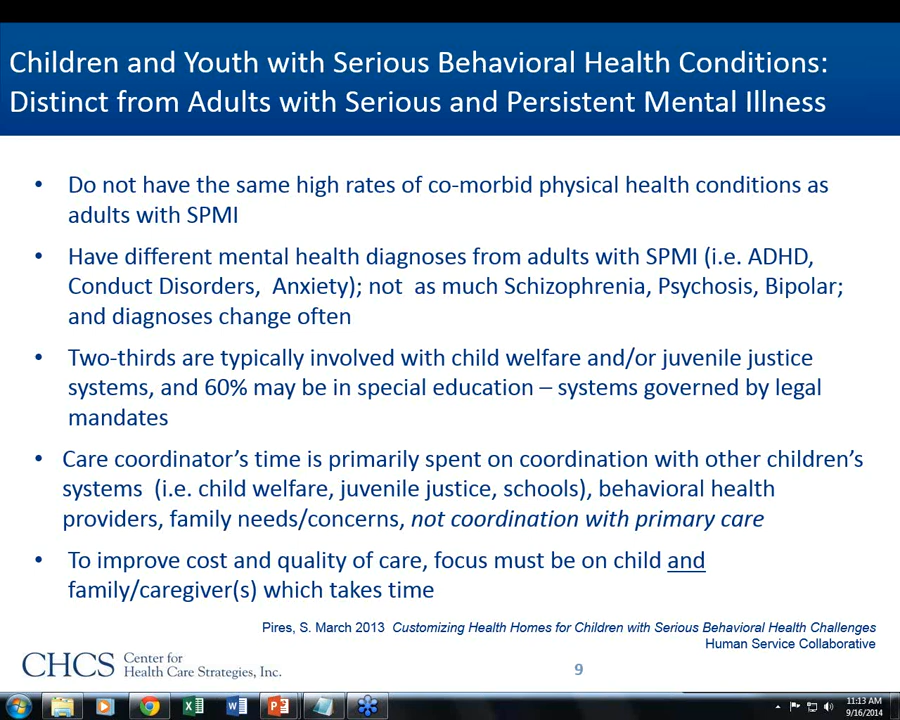 Children and Youth with Serious Behavioral Health Conditions:
Distinct from Adults with Serious and Persistent Mental Illness
• Do not have the same high rates of co-morbid physical health conditions as
adults with SPMI
• Have different mental health diagnoses from adults with SPMI (i.e. ADHD,
Conduct Disorders, Anxiety); not as much Schizophrenia, Psychosis, Bipolar;
and diagnoses change often
• Two-thirds are typically involved with child welfare and/or juvenile justice
systems, and 60% may be in special education – systems governed by legal
mandates
• Care coordinator's time is primarily spent on coordination with other children's
systems (i.e. child welfare, juvenile justice, schools), behavioral health
providers, family needs/concerns, not coordination with primary care
• To improve cost and quality of care, focus must be on child and
family/caregiver(s) which takes time
Pires, S. March 2013 Customizing Health Homes for Children with Serious Behavioral Health Challenges
Human Service Collaborative
CHCS Center for
Health Care Strategies, Inc.
9
11:13 AM
9/16/2014